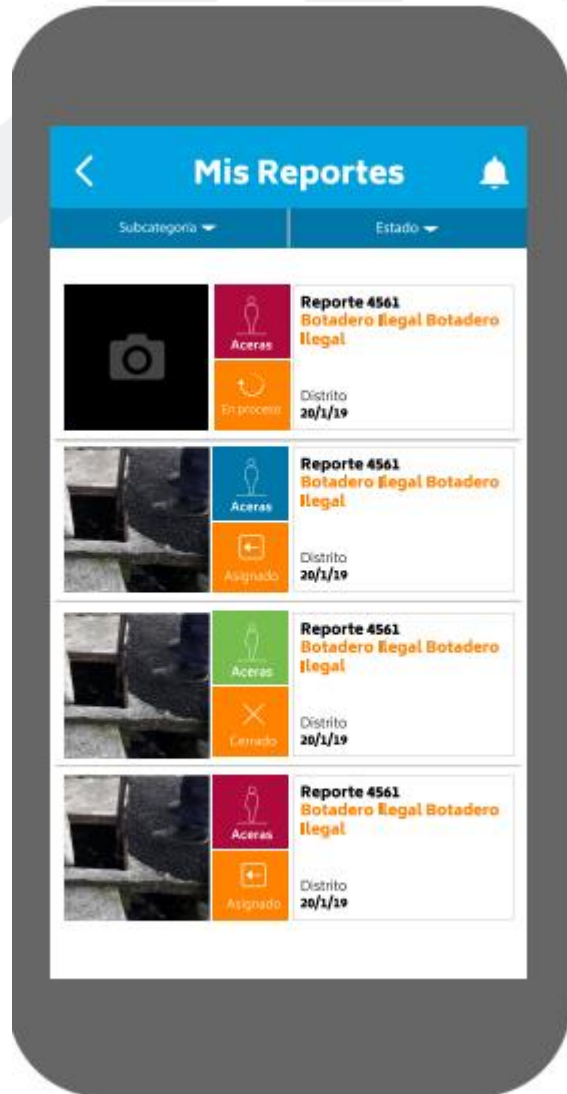 Mis Reportes
Subcategoría
Estado
Aceras
En proceso
Reporte 4561
Botadero Ilegal Botadero
Ilegal
Distrito
20/1/19
Aceras
Asignado
Reporte 4561
Botadero Ilegal Botadero
Ilegal
Distrito
20/1/19
Aceras
Cerrado
Reporte 4561
Botadero Ilegal Botadero
Ilegal
Distrito
20/1/19
Aceras
Asignado
Reporte 4561
Botadero Ilegal Botadero
Ilegal
Distrito
20/1/19